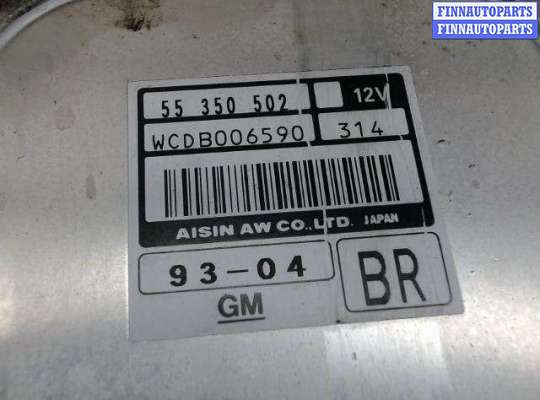 FINNAUTOPARTS
FINNAUTOPARTS
55 350 502 12V
WCDB006590 314
AISIN AW CO.,LTD. JAPAN
93-04 BR
GM